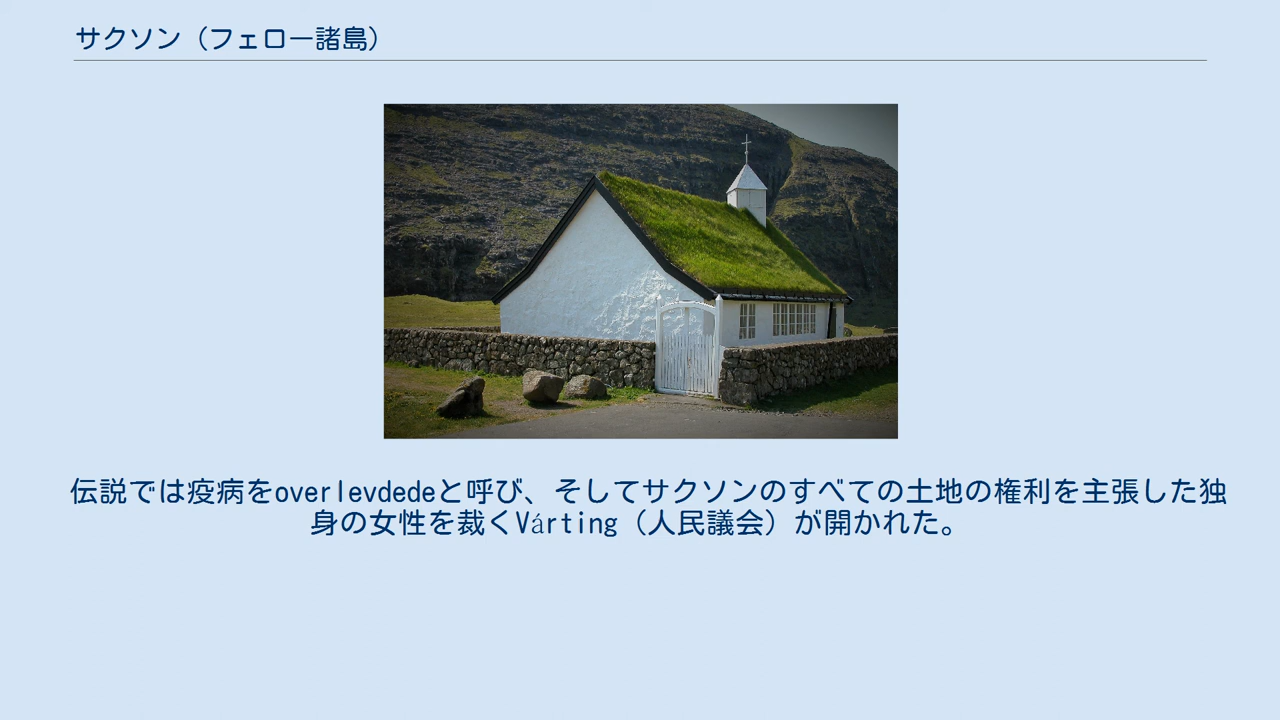 サクソン（フェロー諸島）
伝説では疫病をoverlevdedeと呼び、そしてサクソンのすべての土地の権利を主張した独
身の女性を裁くVárting（人民議会）が開かれた。